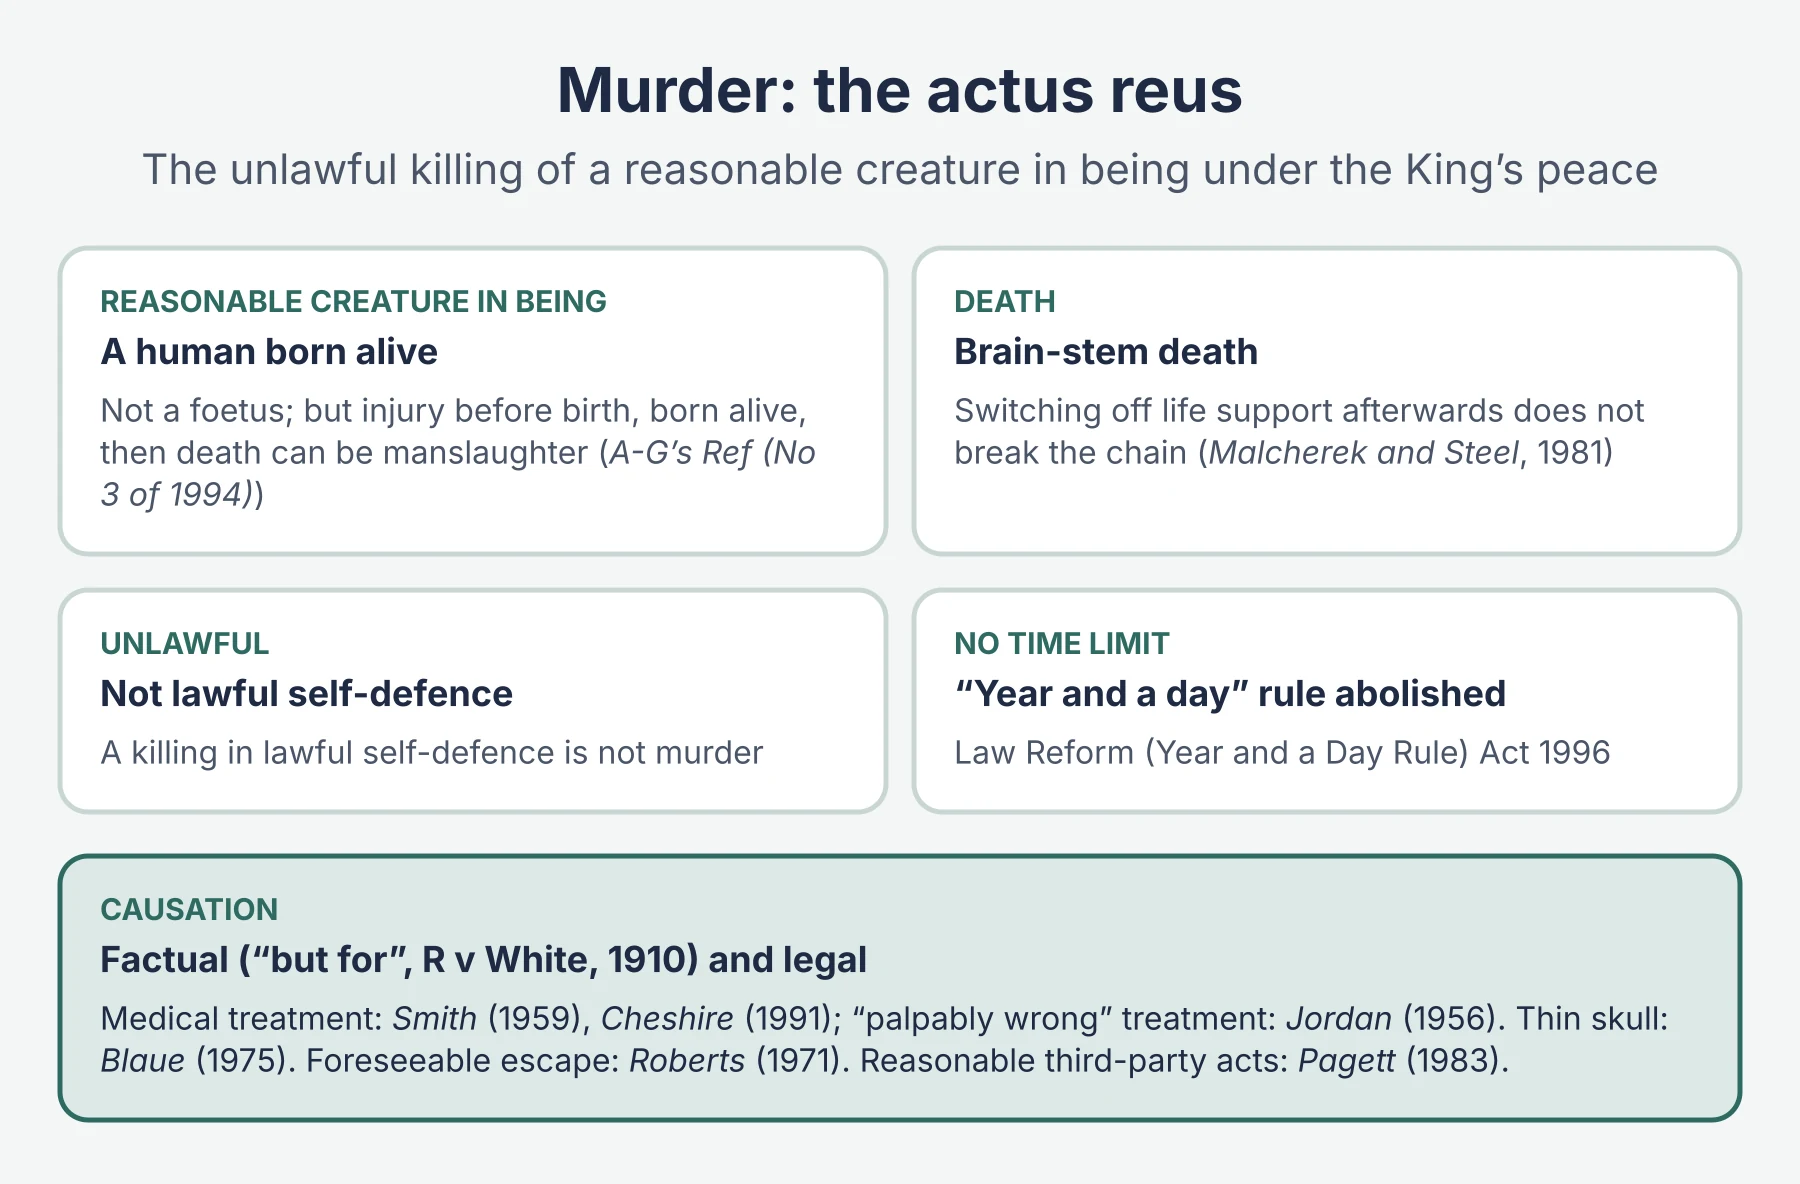 Murder: the actus reus
The unlawful killing of a reasonable creature in being under the King’s peace
REASONABLE CREATURE IN BEING
A human born alive
Not a foetus; but injury before birth, born alive,
then death can be manslaughter (A-G’s Ref (No
3 of 1994))
DEATH
Brain-stem death
Switching off life support afterwards does not
break the chain (Malcherek and Steel, 1981)
UNLAWFUL
Not lawful self-defence
A killing in lawful self-defence is not murder
NO TIME LIMIT
“Year and a day” rule abolished
Law Reform (Year and a Day Rule) Act 1996
CAUSATION
Factual (“but for”, R v White, 1910) and legal
Medical treatment: Smith (1959), Cheshire (1991); “palpably wrong” treatment: Jordan (1956). Thin skull:
Blaue (1975). Foreseeable escape: Roberts (1971). Reasonable third-party acts: Pagett (1983).